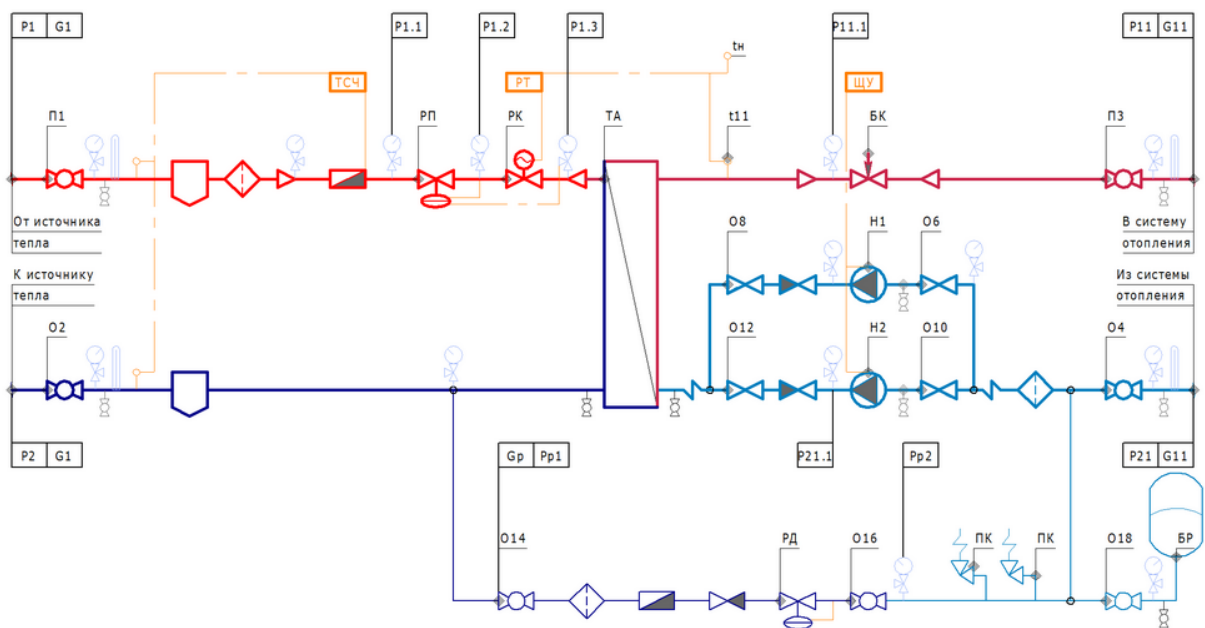 P1 G1
P1.1
P1.2
P1.3
P11.1
P11 G11
tн
ТСЧ
РТ
ЩУ
П1
РП
РК
ТА
t11
БК
П3
От источника
тепла
В систему
отопления
К источнику
тепла
О8
Н1
О6
Из системы
отопления
О2
О12
Н2
О10
О4
P2 G1
Gp Pp1
P21.1
Pp2
P21 G11
О14
РД
О16
ПК
ПК
О18
БР